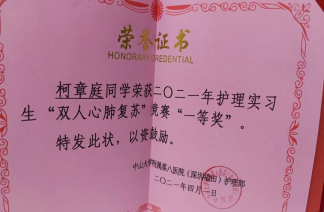 荣誉证书
HONORARY CREDENTIAL
柯章庭同学荣获二〇二一年护理实习
生“双人心肺复苏”竞赛“一等奖”。
特发此状，以资鼓励。
中山大学附属第八医院（深圳福田）护理部
二〇二一年四月一日